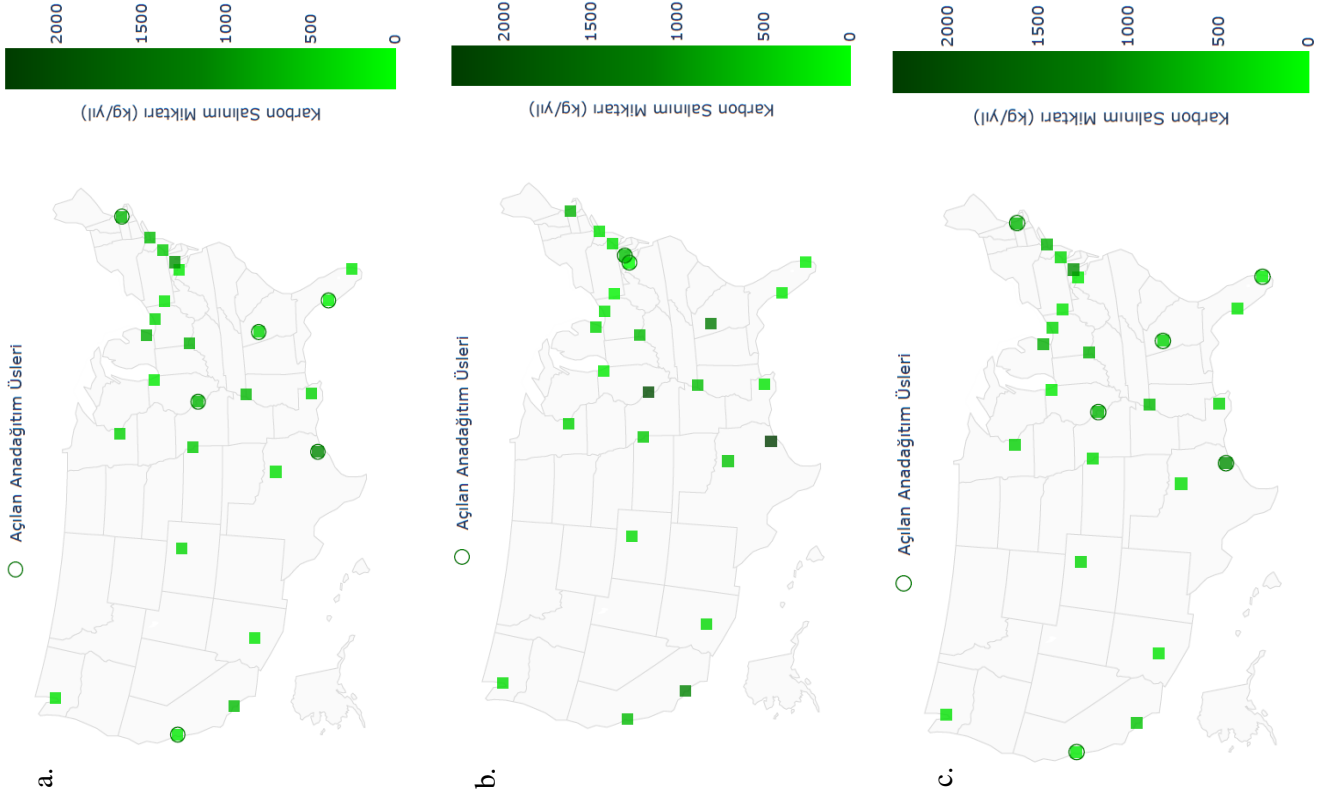 a.
Açılan Anadağıtım Üsleri
Karbon Salınım Miktarı (kg/yıl)
2000
1500
1000
500
0
b.
Açılan Anadağıtım Üsleri
Karbon Salınım Miktarı (kg/yıl)
2000
1500
1000
500
0
c.
Açılan Anadağıtım Üsleri
Karbon Salınım Miktarı (kg/yıl)
2000
1500
1000
500
0